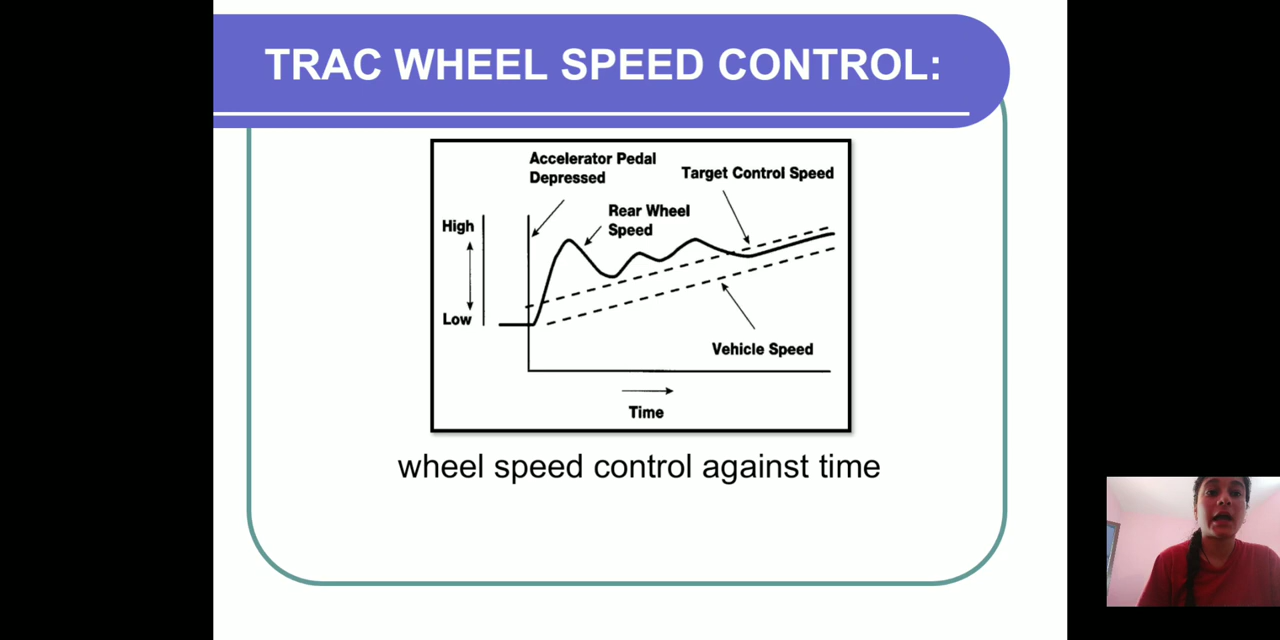 TRAC WHEEL SPEED CONTROL:
Accelerator Pedal
Depressed
Target Control Speed
Rear Wheel
Speed
High
Low
Vehicle Speed
Time
wheel speed control against time